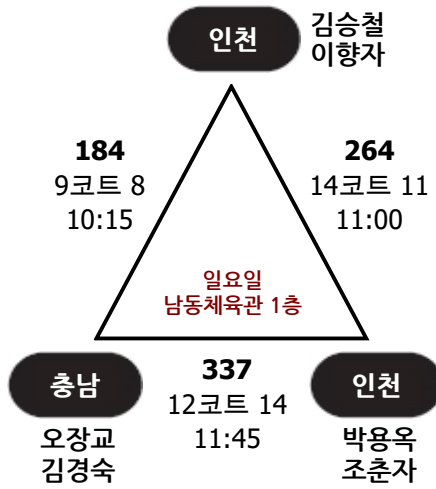 인천
김승철
이향자
184
9코트 8
10:15
264
14코트 11
11:00
일요일
남동체육관 1층
충남
오장교
김경숙
337
12코트 14
11:45
인천
박용옥
조춘자